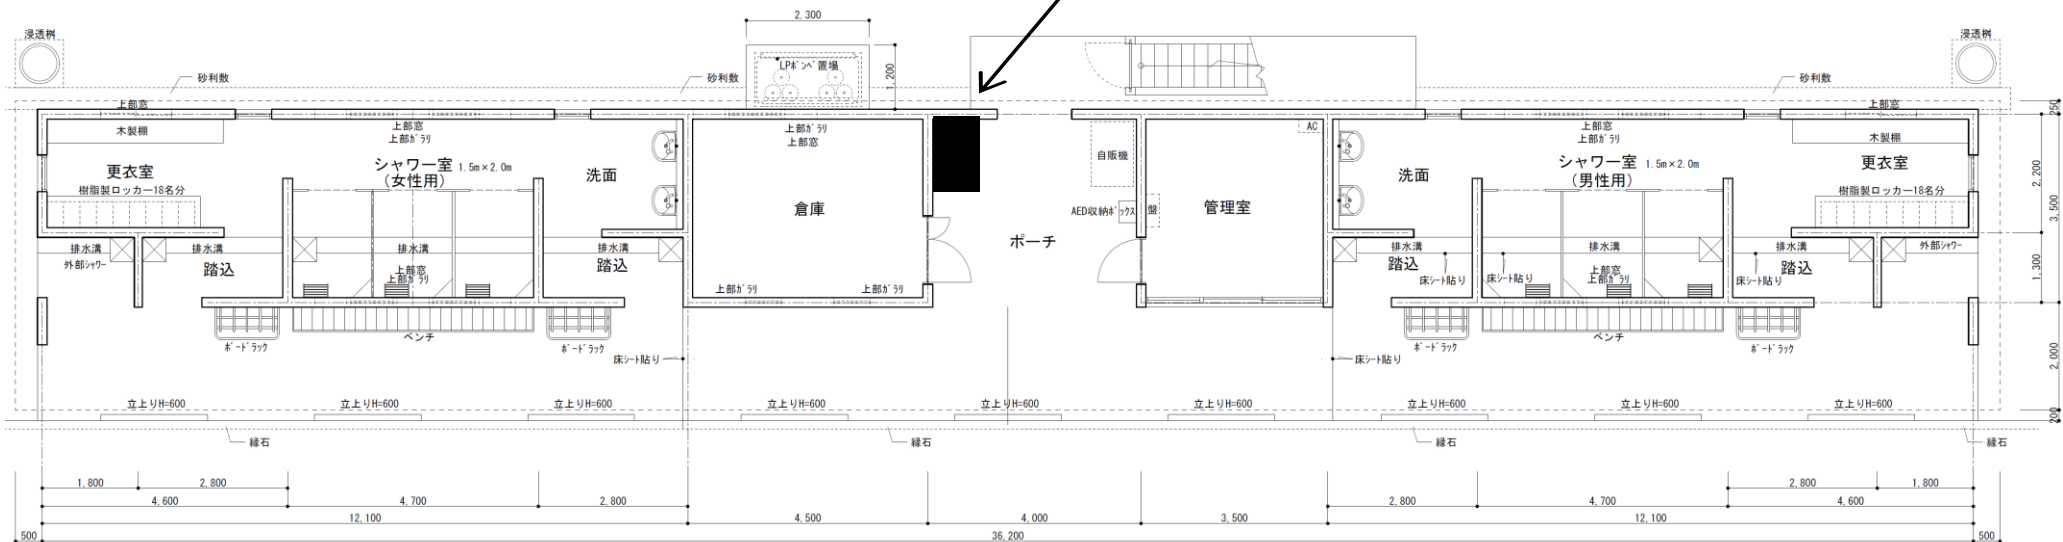 2,300
浸透桝
浸透桝
LPボンベ置場
1,200
砂利敷
砂利敷
砂利敷
上部窓
木製棚
更衣室
樹脂製ロッカー18名分
上部窓
上部ガラリ
シャワー室 1.5m×2.0m
(女性用)
洗面
上部ガラリ
上部窓
倉庫
自販機
AED収納ボックス
盤
ポーチ
AC
管理室
洗面
上部窓
上部ガラリ
シャワー室 1.5m×2.0m
(男性用)
上部窓
木製棚
更衣室
樹脂製ロッカー18名分
250
2,200
3,500
1,300
2,000
200
排水溝
外部シャワー
排水溝
踏込
排水溝
上部窓
上部ガラリ
排水溝
踏込
上部ガラリ
上部ガラリ
排水溝
踏込
床シート貼り
床シート貼り
排水溝
上部窓
上部ガラリ
排水溝
踏込
床シート貼り
排水溝
外部シャワー
ボードラック
ベンチ
ボードラック
床シート貼り
床シート貼り
ボードラック
ベンチ
ボードラック
立上りH=600
立上りH=600
立上りH=600
立上りH=600
立上りH=600
立上りH=600
立上りH=600
立上りH=600
立上りH=600
縁石
縁石
縁石
縁石
1,800
2,800
2,800
1,800
4,600
4,700
2,800
2,800
4,700
4,600
12,100
4,500
4,000
3,500
12,100
500
36,200
500